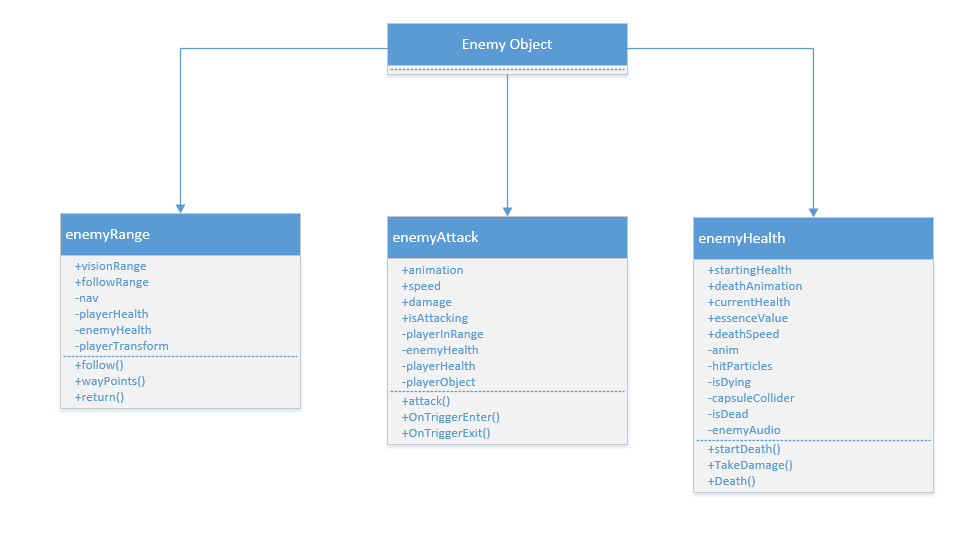 Enemy Object
enemyRange
+visionRange
+followRange
-nav
-playerHealth
-enemyHealth
-playerTransform
+follow()
+wayPoints()
+return()
enemyAttack
+animation
+speed
+damage
+isAttacking
-playerInRange
-enemyHealth
-playerHealth
-playerObject
+attack()
+OnTriggerEnter()
+OnTriggerExit()
enemyHealth
+startingHealth
+deathAnimation
+currentHealth
+essenceValue
+deathSpeed
-anim
-hitParticles
-isDying
-capsuleCollider
-isDead
-enemyAudio
+startDeath()
+TakeDamage()
+Death()